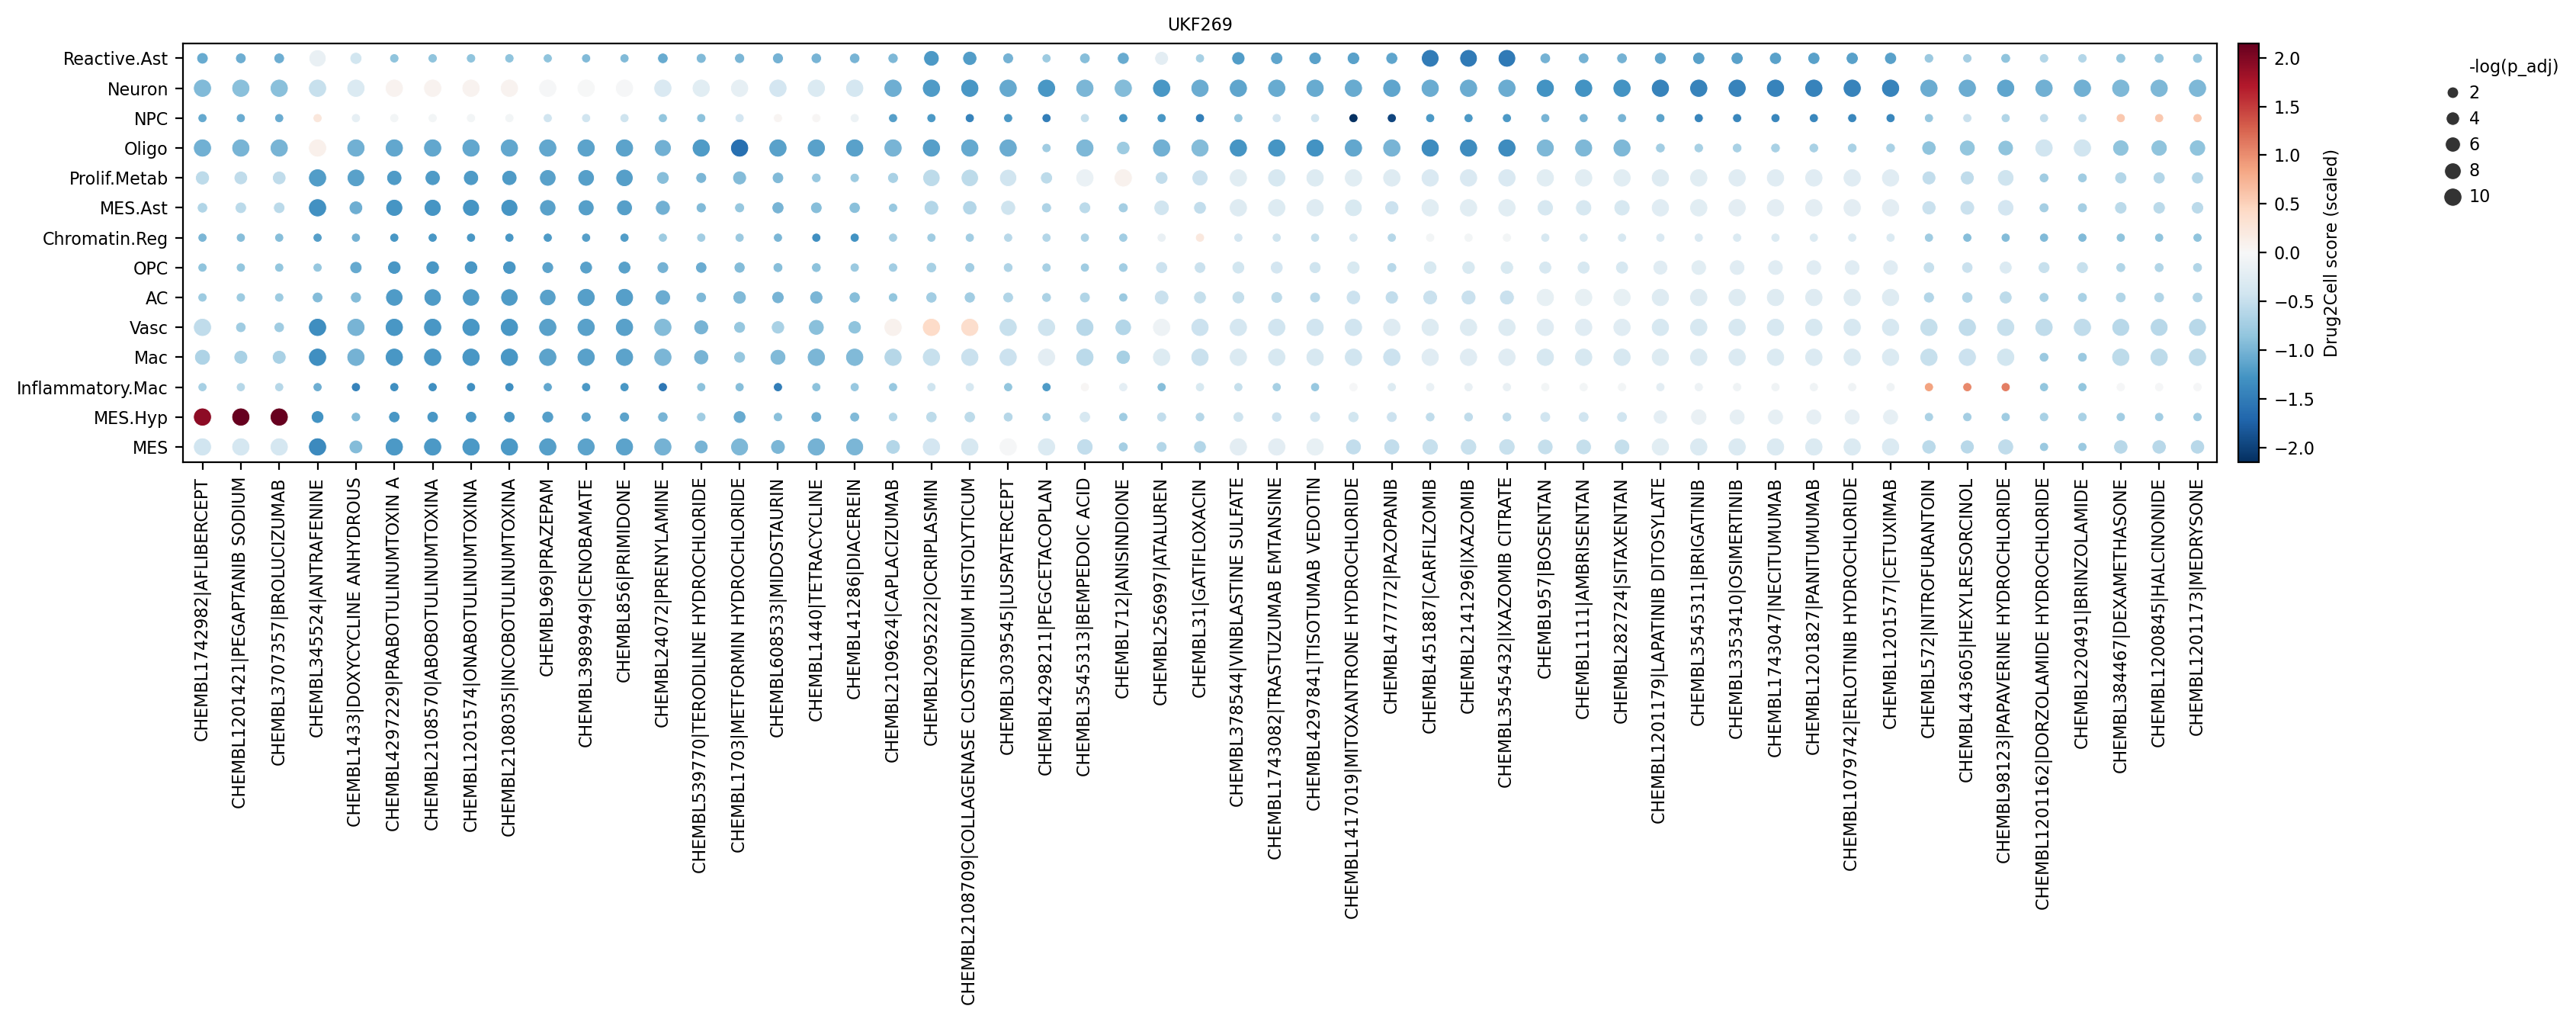 UKF269
Reactive.Ast
Neuron
NPC
Oligo
Prolif.Metab
MES.Ast
Chromatin.Reg
OPC
AC
Vasc
Mac
Inflammatory.Mac
MES.Hyp
MES
CHEMBL1742982|AFLIBERCEPT
CHEMBL1201421|PEGAPTANIB SODIUM
CHEMBL3707357|BROLUCIZUMAB
CHEMBL345524|ANTRAFENINE
CHEMBL1433|DOXYCYCLINE ANHYDROUS
CHEMBL4297229|PRABOTULINUMTOXIN A
CHEMBL2108570|ABOBOTULINUMTOXINA
CHEMBL1201574|ONABOTULINUMTOXINA
CHEMBL2108035|INCOBOTULINUMTOXINA
CHEMBL969|PRAZEPAM
CHEMBL3989949|CENOBAMATE
CHEMBL856|PRIMIDONE
CHEMBL24072|PRENYLAMINE
CHEMBL539770|TERODILINE HYDROCHLORIDE
CHEMBL1703|METFORMIN HYDROCHLORIDE
CHEMBL608533|MIDOSTAURIN
CHEMBL1440|TETRACYCLINE
CHEMBL41286|DIACEREIN
CHEMBL2109624|CAPLACIZUMAB
CHEMBL2095222|OCRIPLASMIN
CHEMBL2108709|COLLAGENASE CLOSTRIDIUM HISTOLYTICUM
CHEMBL3039545|LUSPATERCEPT
CHEMBL4298211|PEGCETACOPLAN
CHEMBL3545313|BEMPEDOIC ACID
CHEMBL712|ANISINDIONE
CHEMBL256997|ATALUREN
CHEMBL31|GATIFLOXACIN
CHEMBL378544|VINBLASTINE SULFATE
CHEMBL1743082|TRASTUZUMAB EMTANSINE
CHEMBL4297841|TISOTUMAB VEDOTIN
CHEMBL1417019|MITOXANTRONE HYDROCHLORIDE
CHEMBL477772|PAZOPANIB
CHEMBL451887|CARFILZOMIB
CHEMBL2141296|IXAZOMIB
CHEMBL3545432|IXAZOMIB CITRATE
CHEMBL957|BOSENTAN
CHEMBL1111|AMBRISENTAN
CHEMBL282724|SITAXENTAN
CHEMBL1201179|LAPATINIB DITOSYLATE
CHEMBL3545311|BRIGATINIB
CHEMBL3353410|OSIMERTINIB
CHEMBL1743047|NECITUMUMAB
CHEMBL1201827|PANITUMUMAB
CHEMBL1079742|ERLOTINIB HYDROCHLORIDE
CHEMBL1201577|CETUXIMAB
CHEMBL572|NITROFURANTOIN
CHEMBL443605|HEXYLRESORCINOL
CHEMBL98123|PAPAVERINE HYDROCHLORIDE
CHEMBL1201162|DORZOLAMIDE HYDROCHLORIDE
CHEMBL220491|BRINZOLAMIDE
CHEMBL384467|DEXAMETHASONE
CHEMBL1200845|HALCINONIDE
CHEMBL1201173|MEDRYSONE
2.0
1.5
1.0
0.5
0.0
−0.5
−1.0
−1.5
−2.0
Drug2Cell score (scaled)
-log(p_adj)
2
4
6
8
10